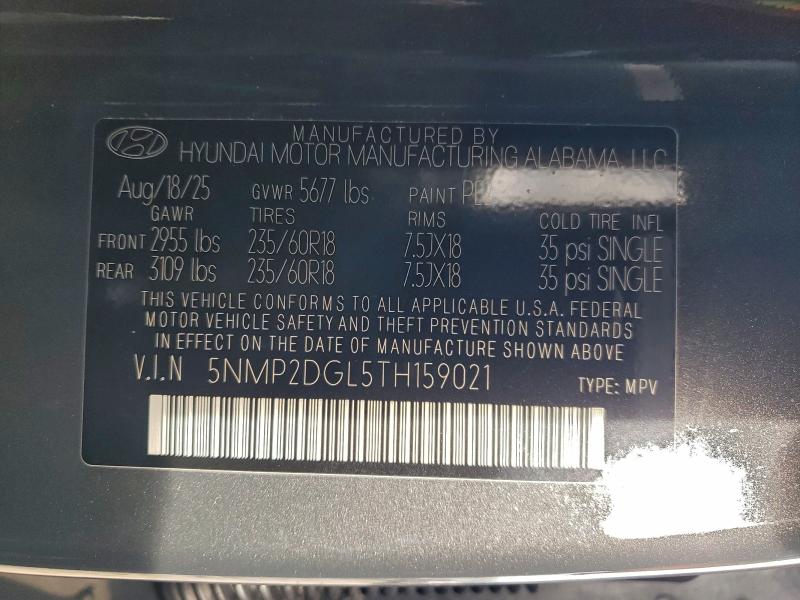 MANUFACTURED BY
HYUNDAI MOTOR MANUFACTURING ALABAMA, LLC
Aug/18/25 GVWR 5677 lbs PAINT
GAWR TIRES RIMS COLD TIRE INFL
FRONT 2955 lbs 235/60R18 7.5JX18 35 psi SINGLE
REAR 3109 lbs 235/60R18 7.5JX18 35 psi SINGLE
THIS VEHICLE CONFORMS TO ALL APPLICABLE U.S.A. FEDERAL
MOTOR VEHICLE SAFETY AND THEFT PREVENTION STANDARDS
IN EFFECT ON THE DATE OF MANUFACTURE SHOWN ABOVE
V.I.N 5NMP2DGL5TH159021 TYPE: MPV